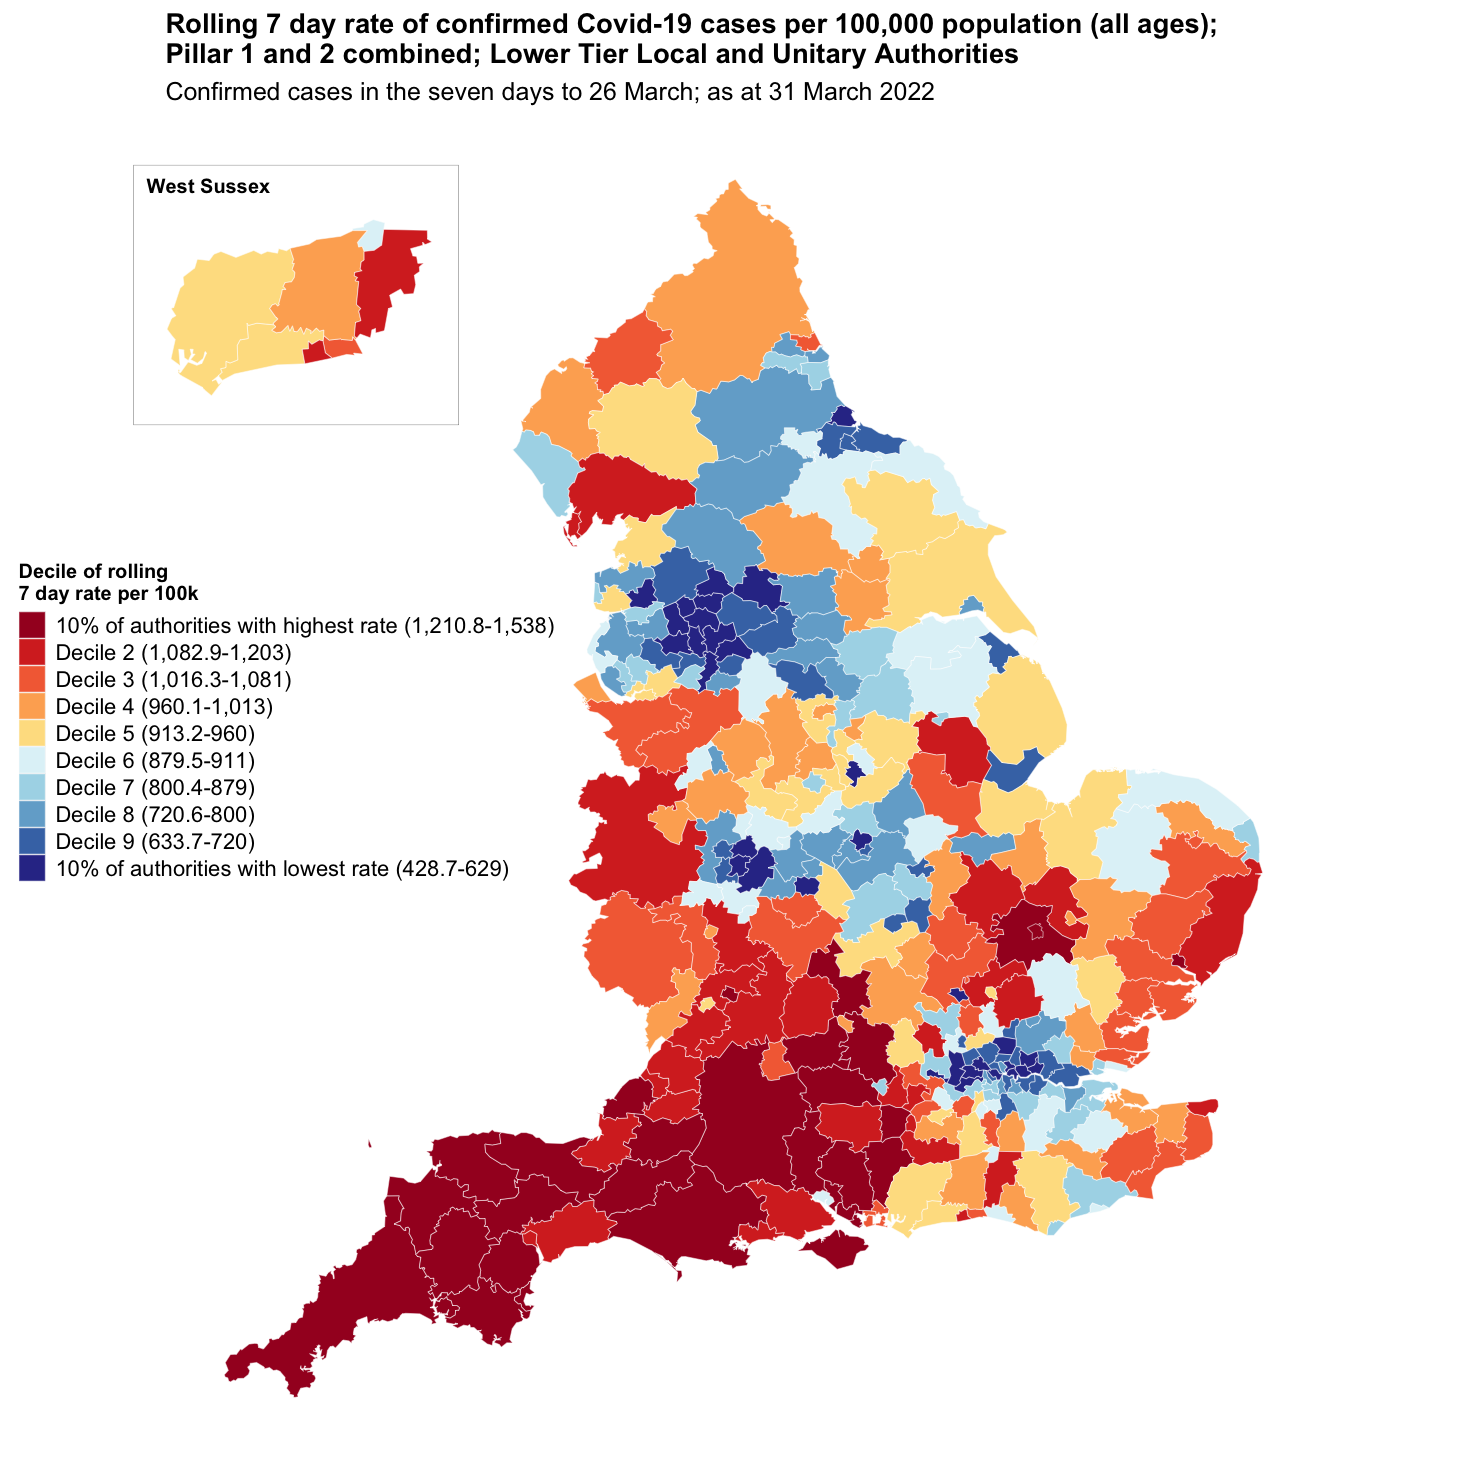 Rolling 7 day rate of confirmed Covid-19 cases per 100,000 population (all ages);
Pillar 1 and 2 combined; Lower Tier Local and Unitary Authorities
Confirmed cases in the seven days to 26 March; as at 31 March 2022
West Sussex
Decile of rolling
7 day rate per 100k
10% of authorities with highest rate (1,210.8-1,538)
Decile 2 (1,082.9-1,203)
Decile 3 (1,016.3-1,081)
Decile 4 (960.1-1,013)
Decile 5 (913.2-960)
Decile 6 (879.5-911)
Decile 7 (800.4-879)
Decile 8 (720.6-800)
Decile 9 (633.7-720)
10% of authorities with lowest rate (428.7-629)